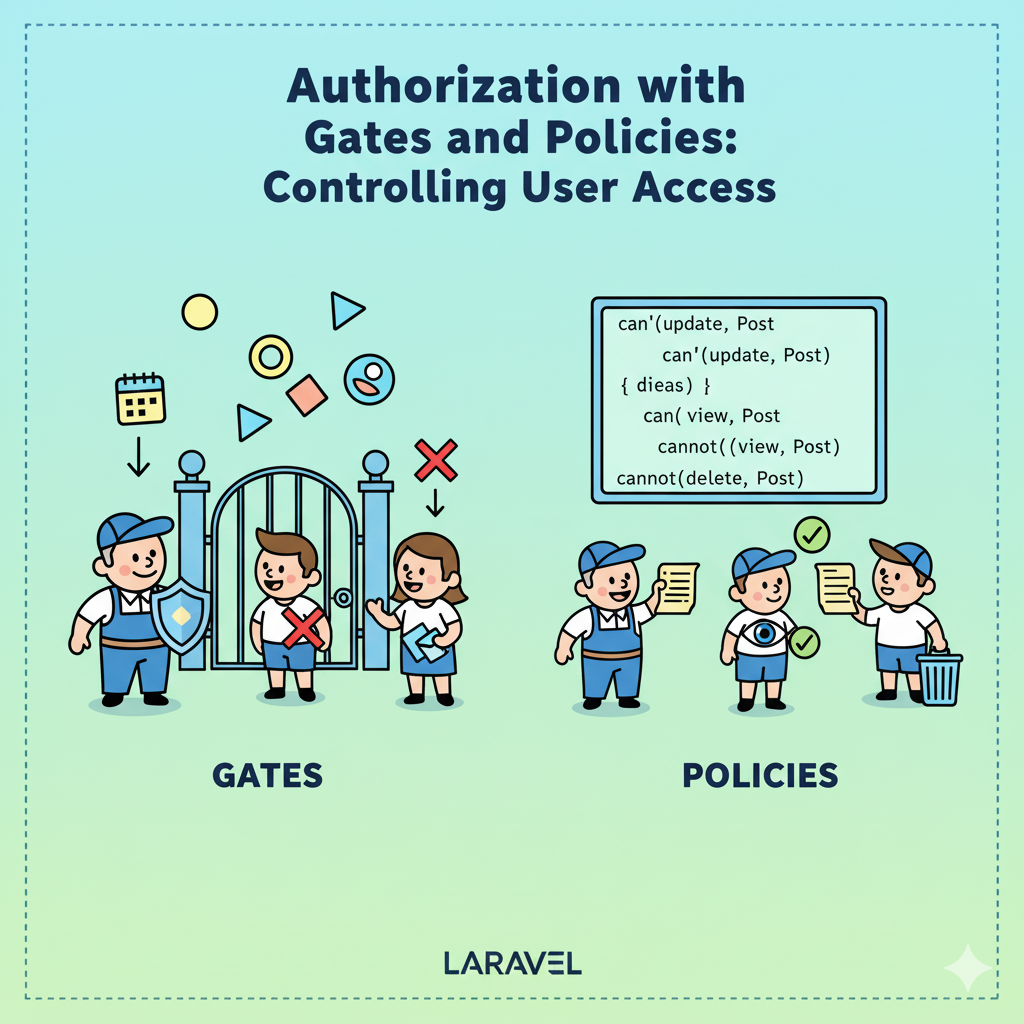 Authorization with
Gates and Policies:
Controlling User Access
can'(update, Post
can'(update, Post)
{ dieas) }
can( view, Post
cannot((view, Post)
cannot(delete, Post)
GATES
POLICIES
LARAVEL